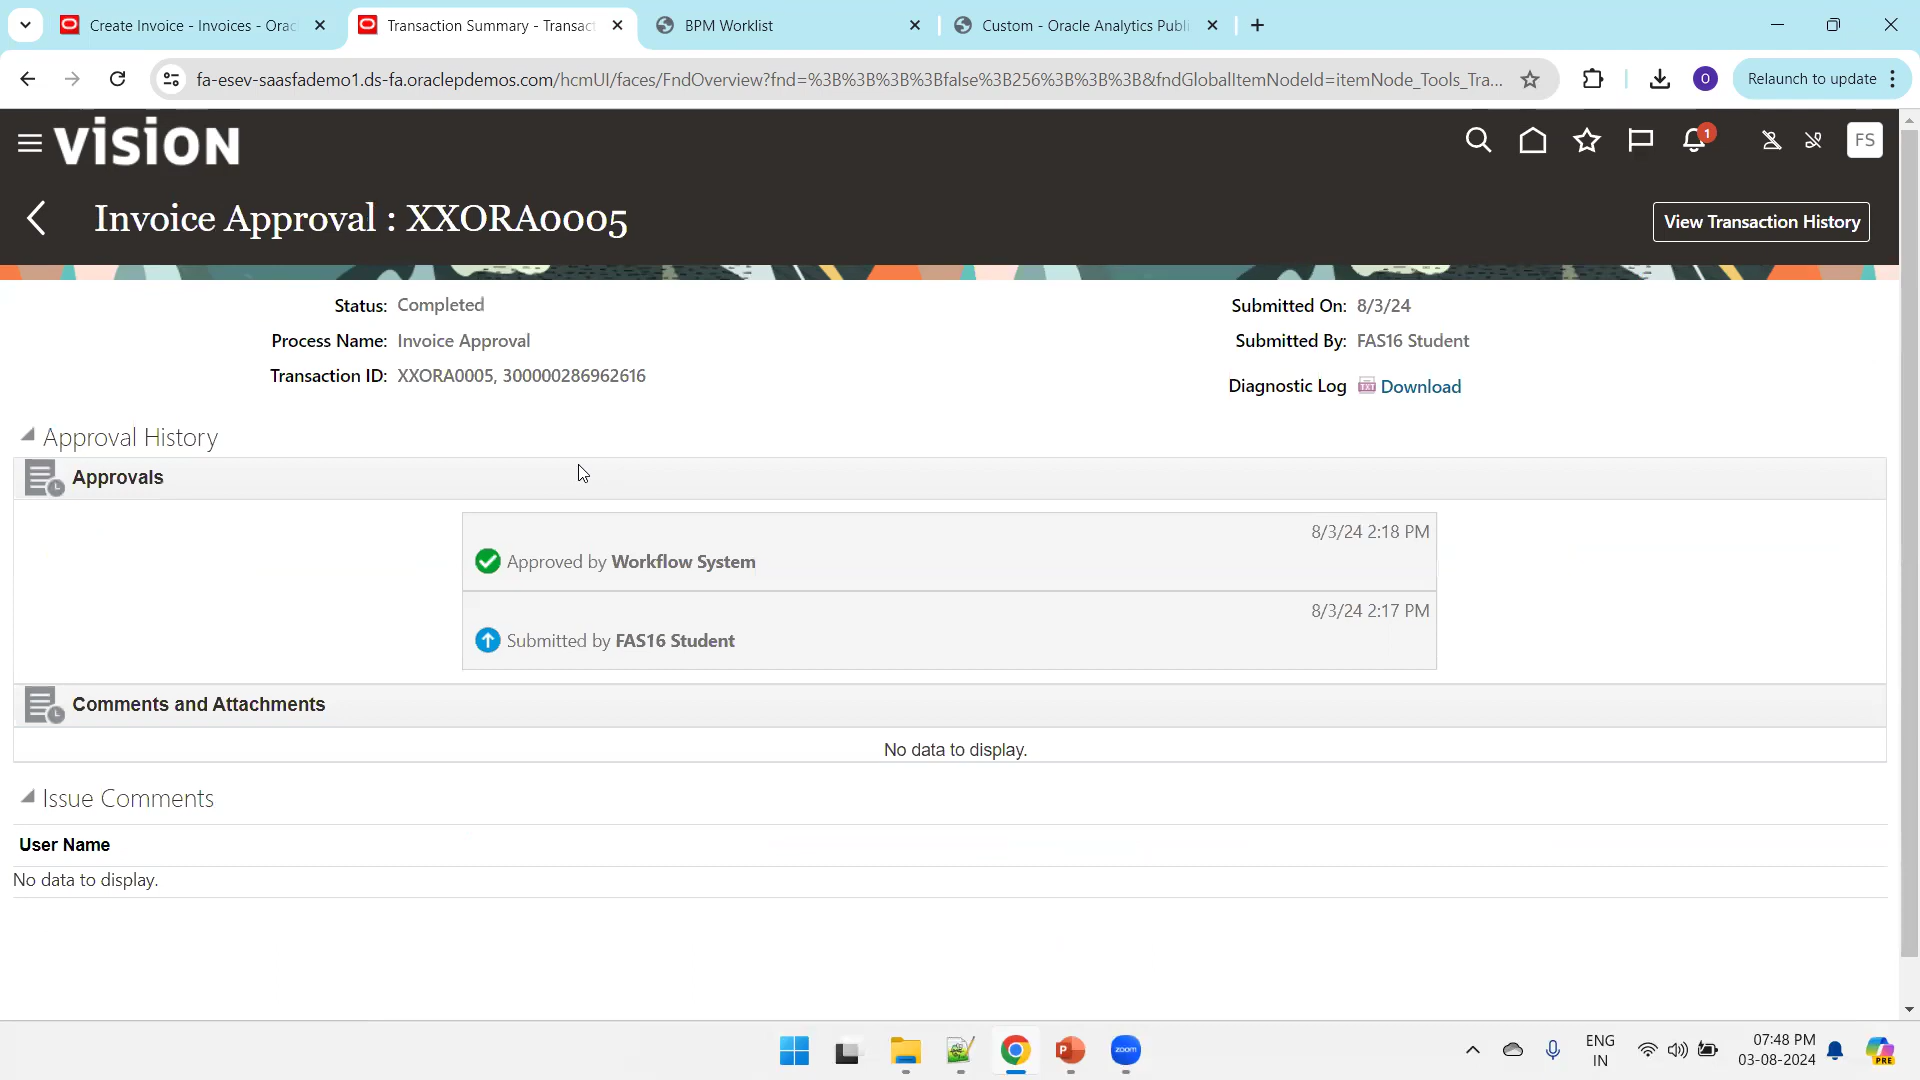 Create Invoice - Invoices - Orac
Transaction Summary - Transact
BPM Worklist
Custom - Oracle Analytics Publi
fa-esev-saasfademo1.ds-fa.oraclepdemos.com/hcmUI/faces/FndOverview?fnd=%3B%3B%3B%3Bfalse%3B256%3B%3B%3B&fndGlobalItemNodeId=itemNode_Tools_Tra...
O
Relaunch to update
VISION
1
FS
Invoice Approval : XXORA0005
View Transaction History
Status: Completed
Submitted On: 8/3/24
Process Name: Invoice Approval
Submitted By: FAS16 Student
Transaction ID: XXORA0005, 300000286962616
Diagnostic Log TXT Download
Approval History
Approvals
8/3/24 2:18 PM
Approved by Workflow System
8/3/24 2:17 PM
Submitted by FAS16 Student
Comments and Attachments
No data to display.
Issue Comments
User Name
No data to display.
zoom
ENG
IN
07:48 PM
03-08-2024
PRE